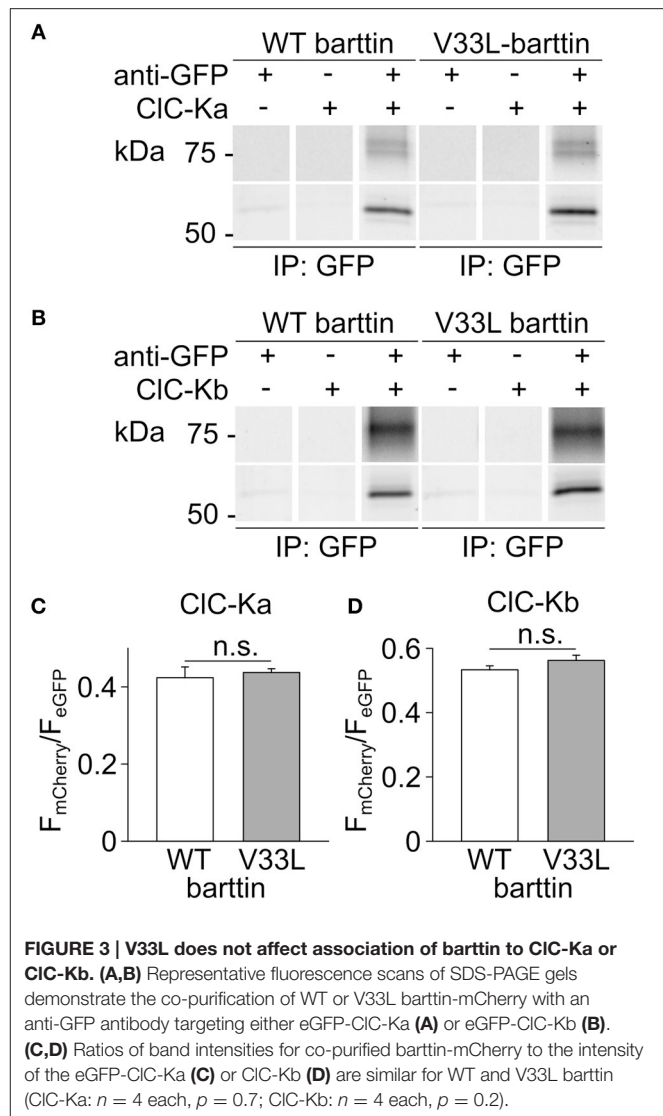 A
WT barttin V33L-barttin
anti-GFP + - + + - +
ClC-Ka - + + - + +
kDa 75 -
50 -
IP: GFP IP: GFP
B
WT barttin V33L barttin
anti-GFP + - + + - +
ClC-Kb - + + - + +
kDa 75 -
50 -
IP: GFP IP: GFP
C
ClC-Ka
n.s.
0.4
0.2
0
FmCherry/FeGFP
WT V33L
barttin
D
ClC-Kb
n.s.
0.6
0.4
0.2
0
FmCherry/FeGFP
WT V33L
barttin
FIGURE 3 | V33L does not affect association of barttin to ClC-Ka or
ClC-Kb. (A,B) Representative fluorescence scans of SDS-PAGE gels
demonstrate the co-purification of WT or V33L barttin-mCherry with an
anti-GFP antibody targeting either eGFP-ClC-Ka (A) or eGFP-ClC-Kb (B).
(C,D) Ratios of band intensities for co-purified barttin-mCherry to the intensity
of the eGFP-ClC-Ka (C) or ClC-Kb (D) are similar for WT and V33L barttin
(ClC-Ka: n = 4 each, p = 0.7; ClC-Kb: n = 4 each, p = 0.2).